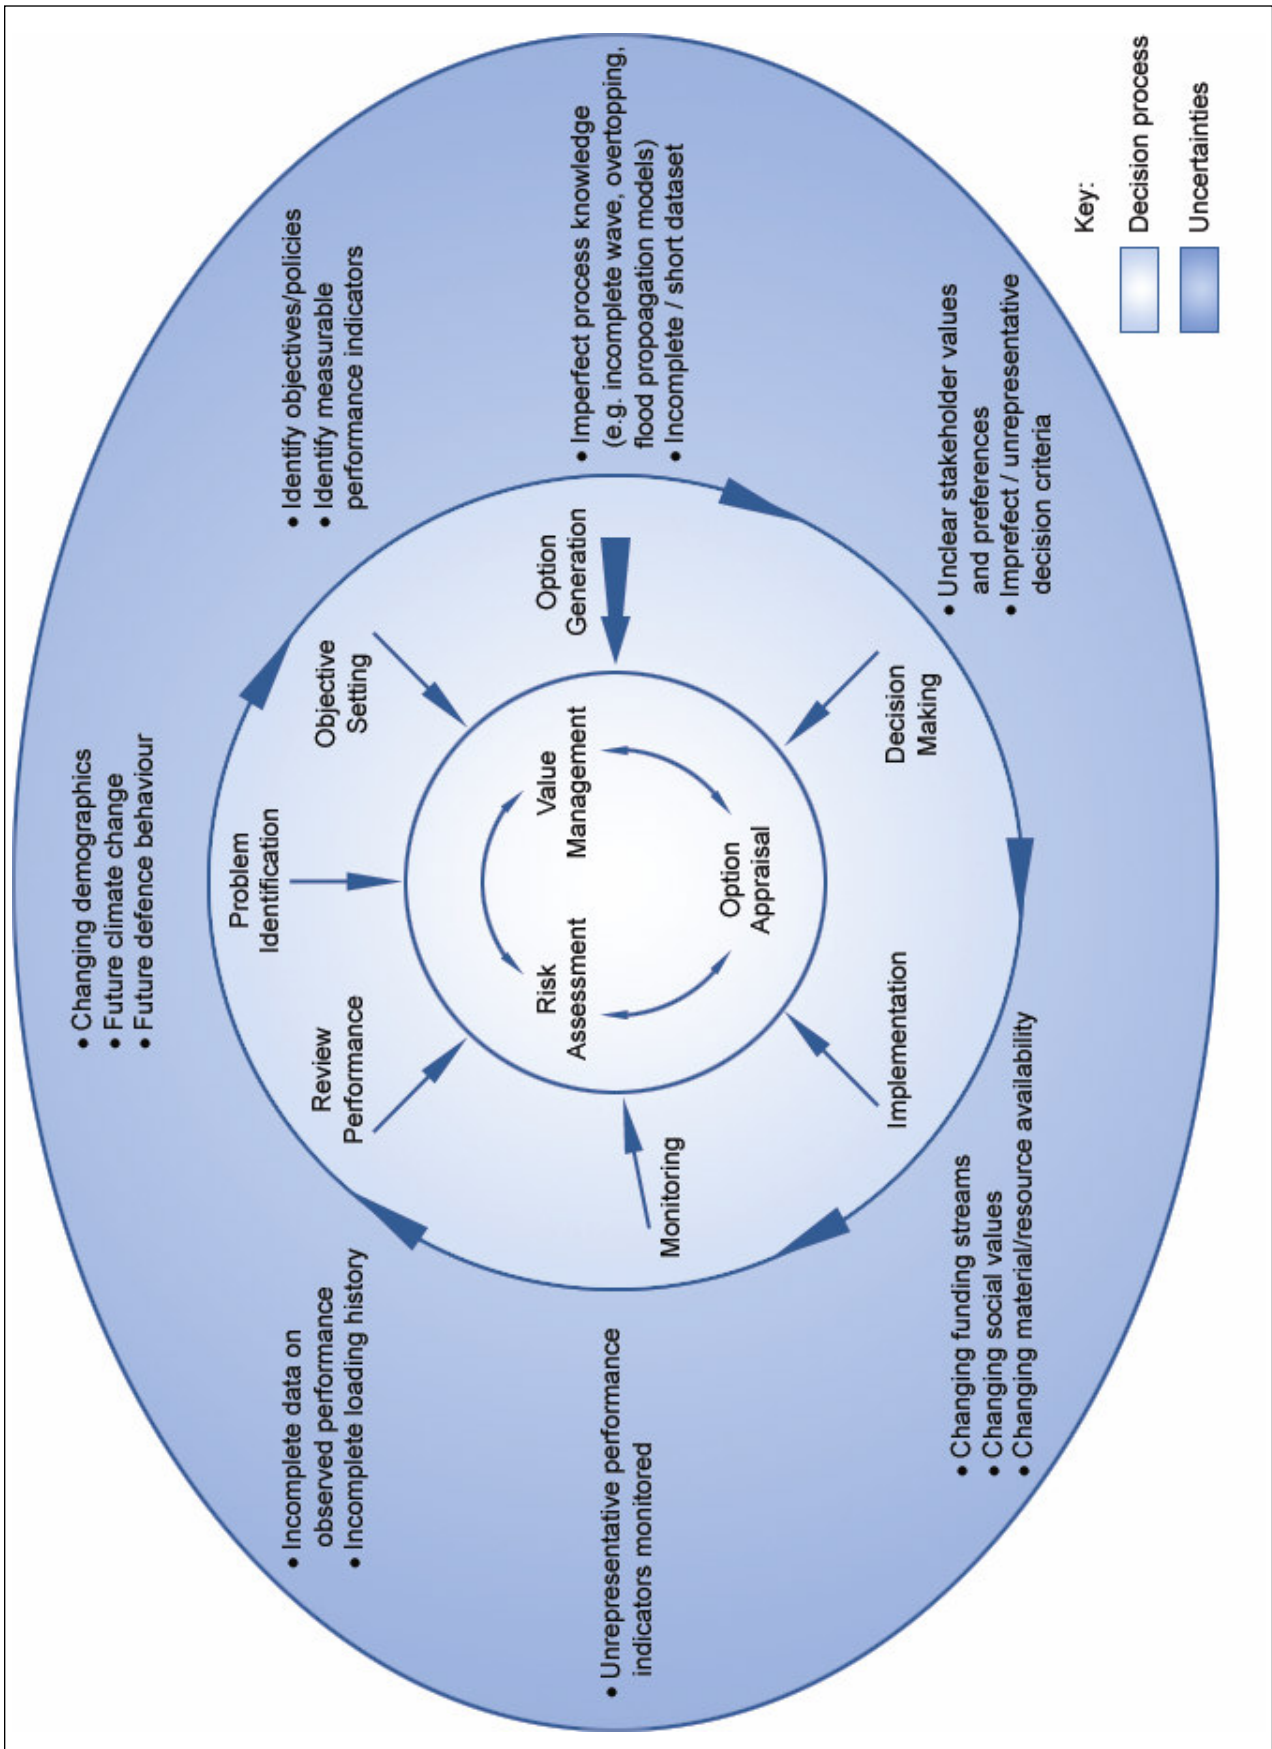 • Changing demographics
• Future climate change
• Future defence behaviour
• Identify objectives/policies
• Identify measurable
performance indicators
• Imperfect process knowledge
(e.g. incomplete wave, overtopping,
flood propoagation models)
• Incomplete / short dataset
• Unclear stakeholder values
and preferences
• Imprefect / unrepresentative
decision criteria
• Changing funding streams
• Changing social values
• Changing material/resource availability
• Unrepresentative performance
indicators monitored
• Incomplete data on
observed performance
• Incomplete loading history
Problem
Identification
Objective
Setting
Option
Generation
Decision
Making
Implementation
Monitoring
Review
Performance
Risk
Assessment
Value
Management
Option
Appraisal
Key:
Decision process
Uncertainties